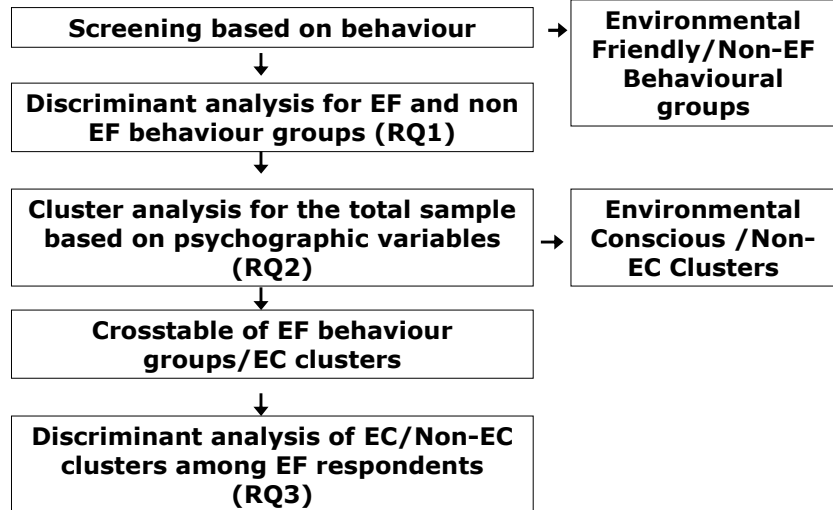 Screening based on behaviour
Environmental
Friendly/Non-EF
Behavioural
groups
Discriminant analysis for EF and non
EF behaviour groups (RQ1)
Cluster analysis for the total sample
based on psychographic variables
(RQ2)
Environmental
Conscious /Non-
EC Clusters
Crosstable of EF behaviour
groups/EC clusters
Discriminant analysis of EC/Non-EC
clusters among EF respondents
(RQ3)